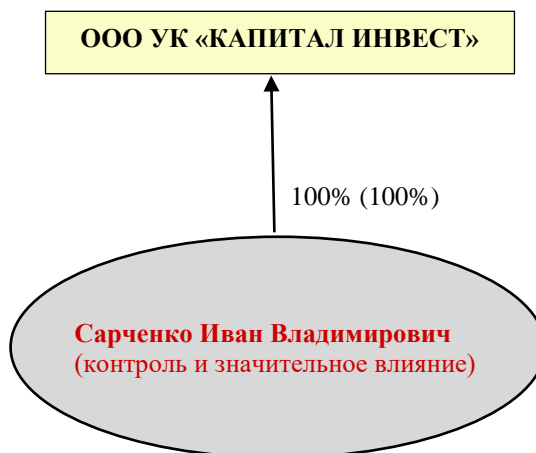 ООО УК «КАПИТАЛ ИНВЕСТ»
100% (100%)
Сарченко Иван Владимирович
(контроль и значительное влияние)